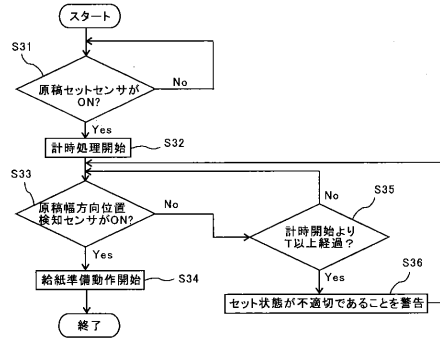 スタート
S31
原稿セットセンサが
ON?
No
Yes
計時処理開始
S32
S33
原稿幅方向位置
検知センサがON?
No
Yes
S35
No
計時開始より
T以上経過?
Yes
給紙準備動作開始
S34
S36
セット状態が不適切であることを警告
終了